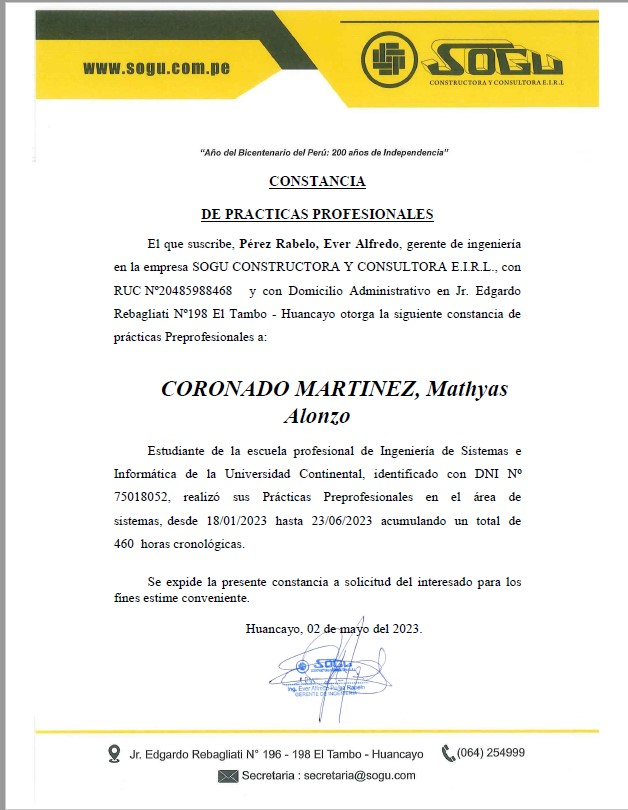 www.sogu.com.pe
SOGU
CONSTRUCTORA Y CONSULTORA E.I.R.L
“Año del Bicentenario del Perú: 200 años de Independencia”
CONSTANCIA
DE PRACTICAS PROFESIONALES
El que suscribe, Pérez Rabelo, Ever Alfredo, gerente de ingeniería
en la empresa SOGU CONSTRUCTORA Y CONSULTORA E.I.R.L., con
RUC Nº20485988468 y con Domicilio Administrativo en Jr. Edgardo
Rebagliati Nº198 El Tambo - Huancayo otorga la siguiente constancia de
prácticas Preprofesionales a:
CORONADO MARTINEZ, Mathyas
Alonzo
Estudiante de la escuela profesional de Ingeniería de Sistemas e
Informática de la Universidad Continental, identificado con DNI Nº
75018052, realizó sus Prácticas Preprofesionales en el área de
sistemas, desde 18/01/2023 hasta 23/06/2023 acumulando un total de
460 horas cronológicas.
Se expide la presente constancia a solicitud del interesado para los
fines estime conveniente.
Huancayo, 02 de mayo del 2023.
SOGU
Ing. Ever Alfredo Rabelo
GERENTE DE INGENIERIA
Jr. Edgardo Rebagliati N° 196 - 198 El Tambo - Huancayo
(064) 254999
Secretaria : secretaria@sogu.com